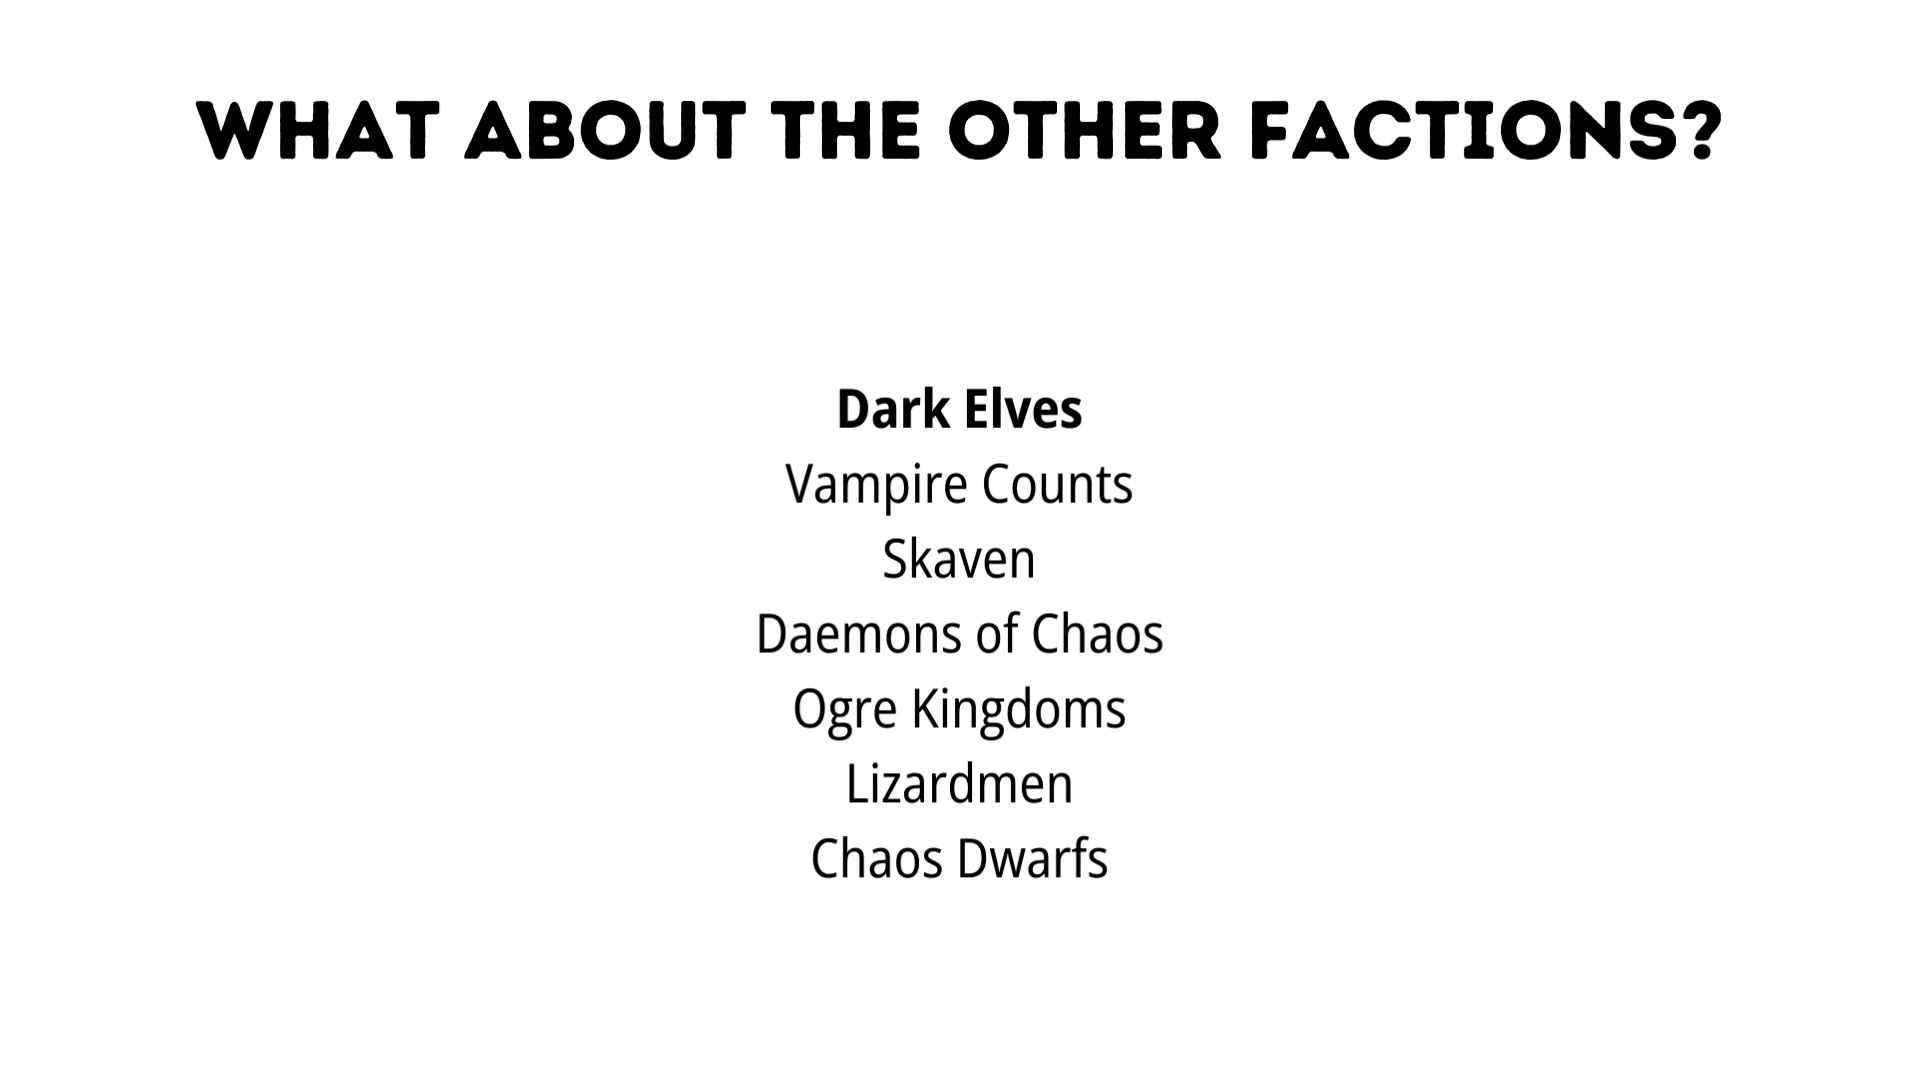 WHAT ABOUT THE OTHER FACTIONS?
Dark Elves
Vampire Counts
Skaven
Daemons of Chaos
Ogre Kingdoms
Lizardmen
Chaos Dwarfs